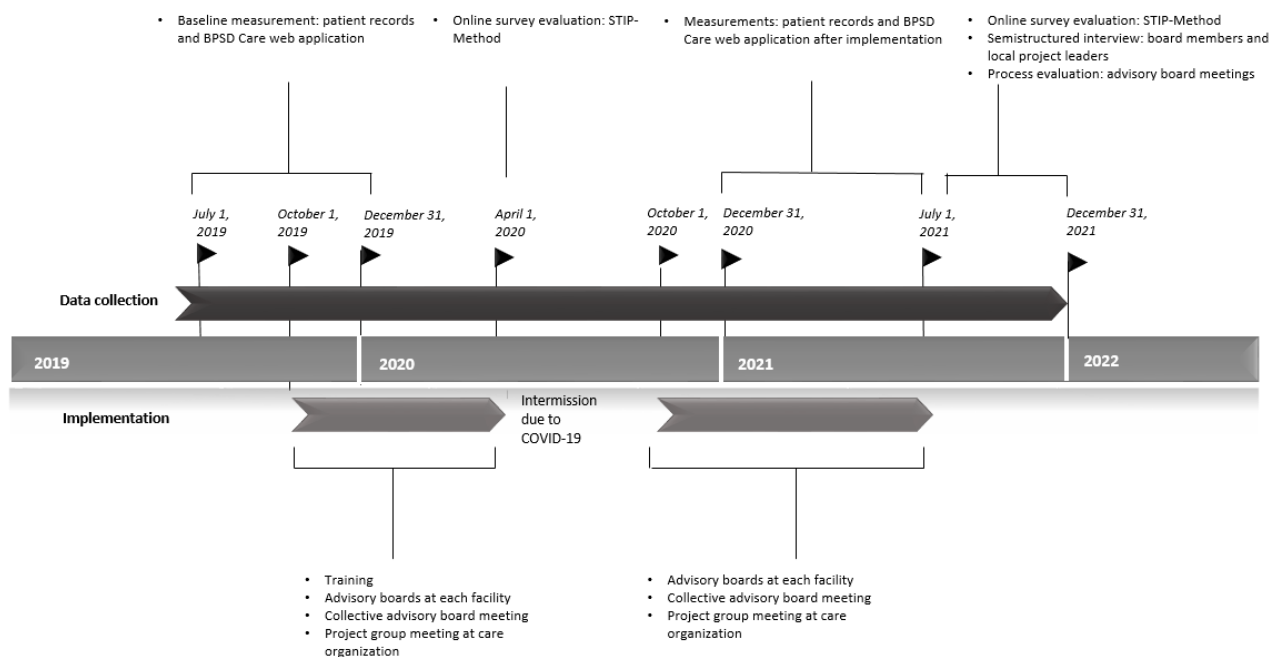 • Baseline measurement: patient records
and BPSD Care web application
• Online survey evaluation: STIP-
Method
• Measurements: patient records and BPSD
Care web application after implementation
• Online survey evaluation: STIP-Method
• Semistructured interview: board members and
local project leaders
• Process evaluation: advisory board meetings
July 1,
2019
October 1,
2019
December 31,
2019
April 1,
2020
October 1,
2020
December 31,
2020
July 1,
2021
December 31,
2021
Data collection
2019
2020
2021
2022
Implementation
Intermission
due to
COVID-19
• Training
• Advisory boards at each facility
• Collective advisory board meeting
• Project group meeting at care
organization
• Advisory boards at each facility
• Collective advisory board meeting
• Project group meeting at care
organization